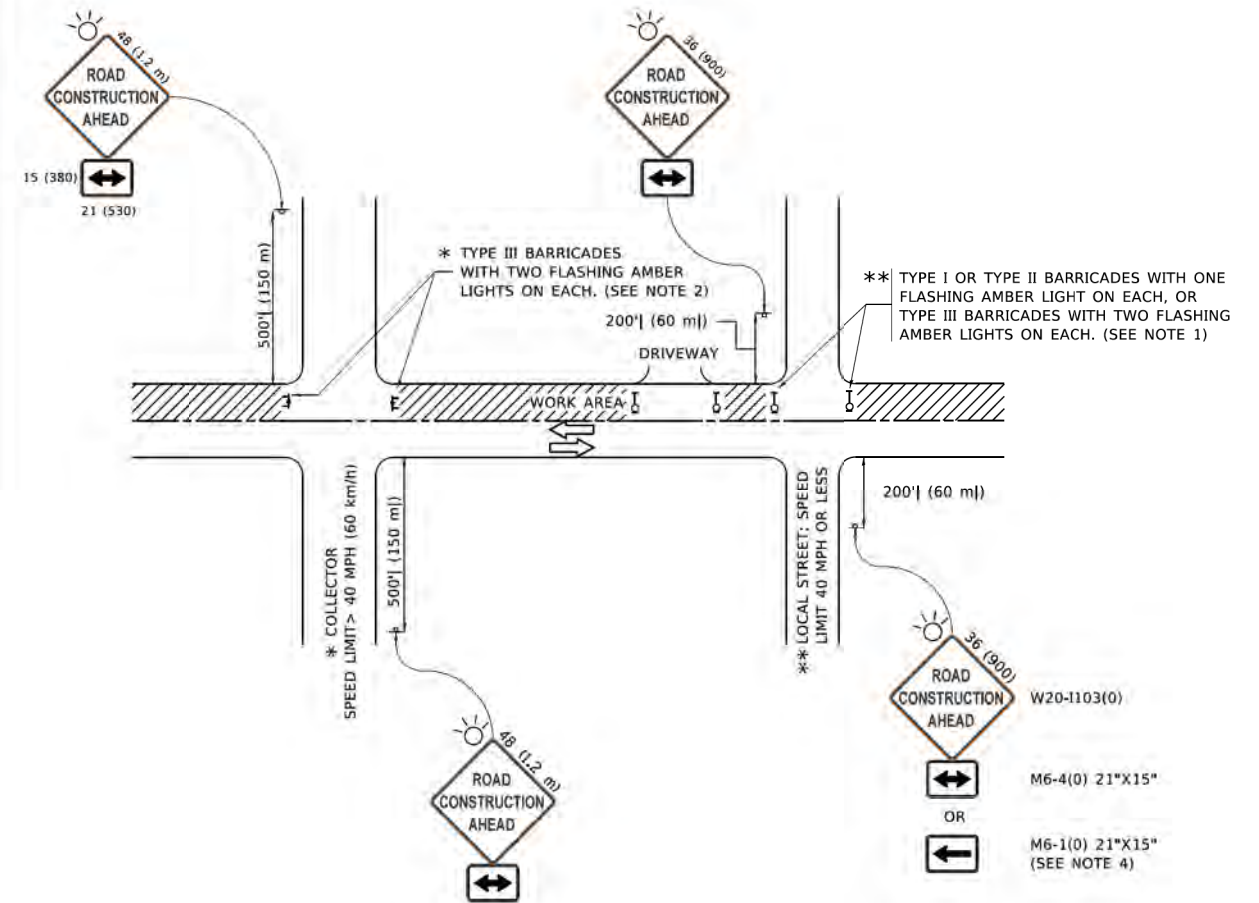 48 (1.2 m)
ROAD
CONSTRUCTION
AHEAD
15 (380)
21 (530)
36 (900)
ROAD
CONSTRUCTION
AHEAD
500'| (150 m)
* TYPE III BARRICADES
WITH TWO FLASHING AMBER
LIGHTS ON EACH. (SEE NOTE 2)
200'| (60 m|)
DRIVEWAY
** TYPE I OR TYPE II BARRICADES WITH ONE
FLASHING AMBER LIGHT ON EACH, OR
TYPE III BARRICADES WITH TWO FLASHING
AMBER LIGHTS ON EACH. (SEE NOTE 1)
WORK AREA
* COLLECTOR
SPEED LIMIT> 40 MPH (60 km/h)
500'| (150 m|)
** LOCAL STREET: SPEED
LIMIT 40 MPH OR LESS
200'| (60 m|)
48 (1.2 m)
ROAD
CONSTRUCTION
AHEAD
36 (900)
ROAD
CONSTRUCTION
AHEAD
W20-I103(0)
M6-4(0) 21"X15"
OR
M6-1(0) 21"X15"
(SEE NOTE 4)